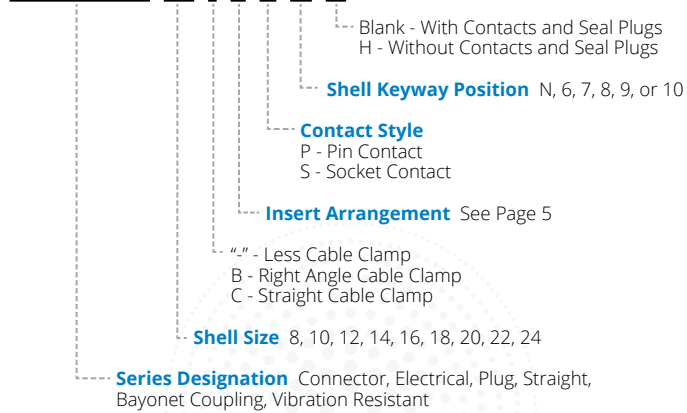 Blank - With Contacts and Seal Plugs
H - Without Contacts and Seal Plugs
Shell Keyway Position N, 6, 7, 8, 9, or 10
Contact Style
P - Pin Contact
S - Socket Contact
Insert Arrangement See Page 5
“-” - Less Cable Clamp
B - Right Angle Cable Clamp
C - Straight Cable Clamp
Shell Size 8, 10, 12, 14, 16, 18, 20, 22, 24
Series Designation Connector, Electrical, Plug, Straight,
Bayonet Coupling, Vibration Resistant